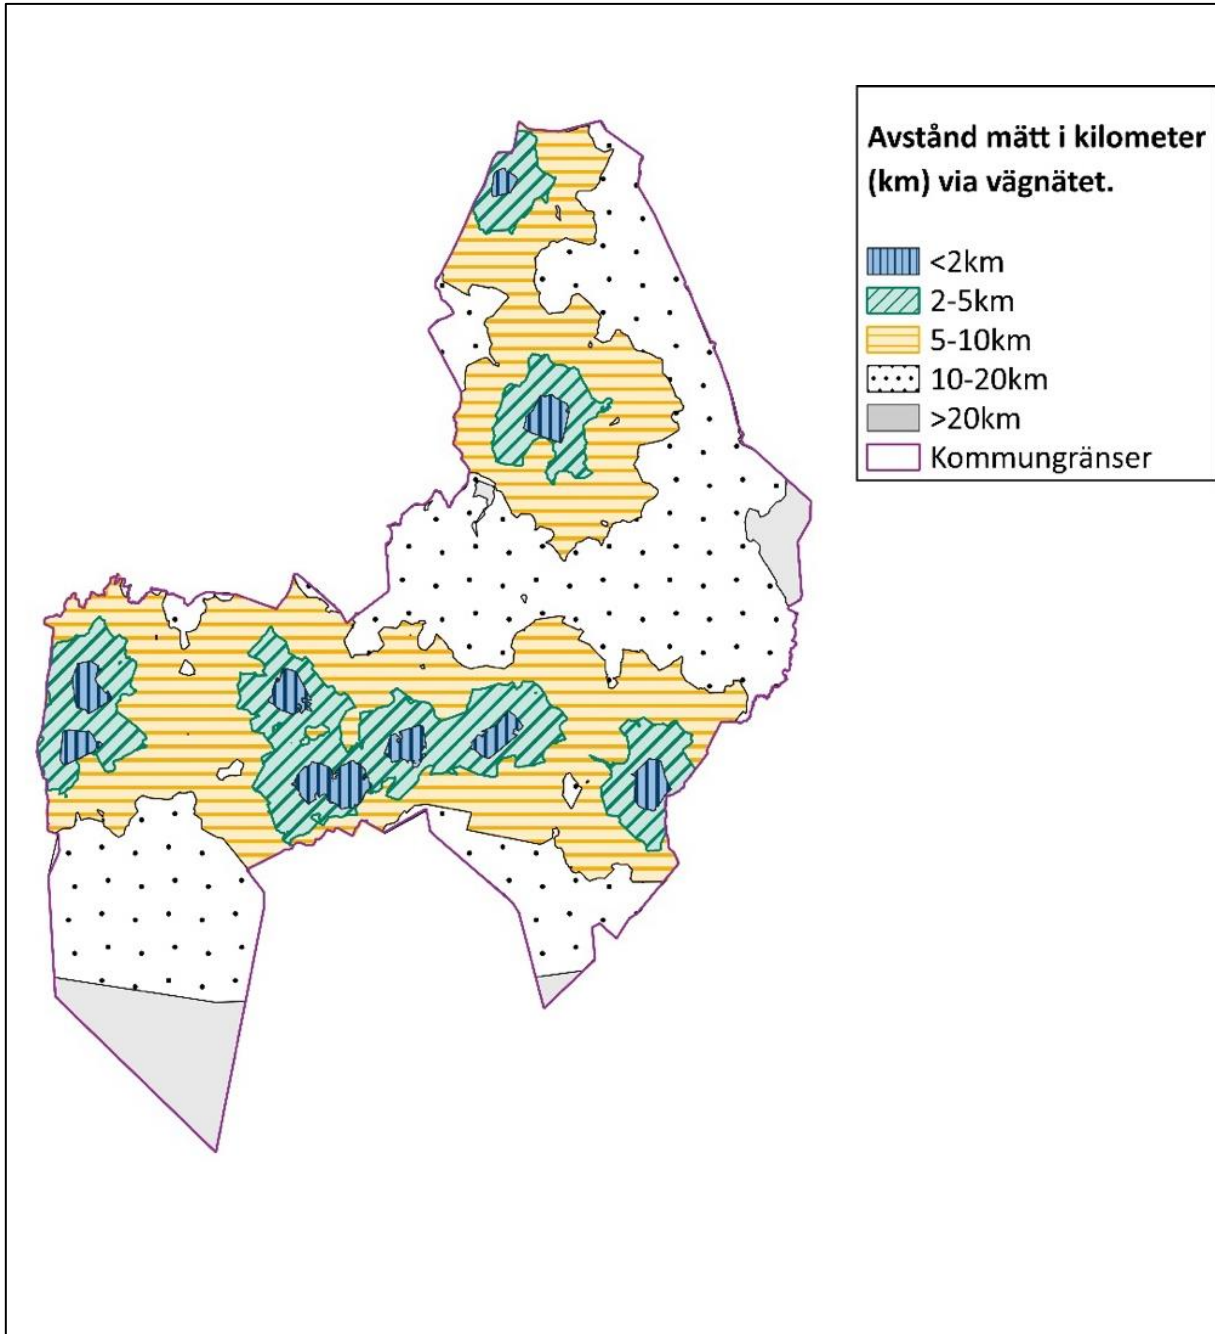 Avstånd mätt i kilometer
(km) via vägnätet.
<2km
2-5km
5-10km
10-20km
>20km
Kommungränser